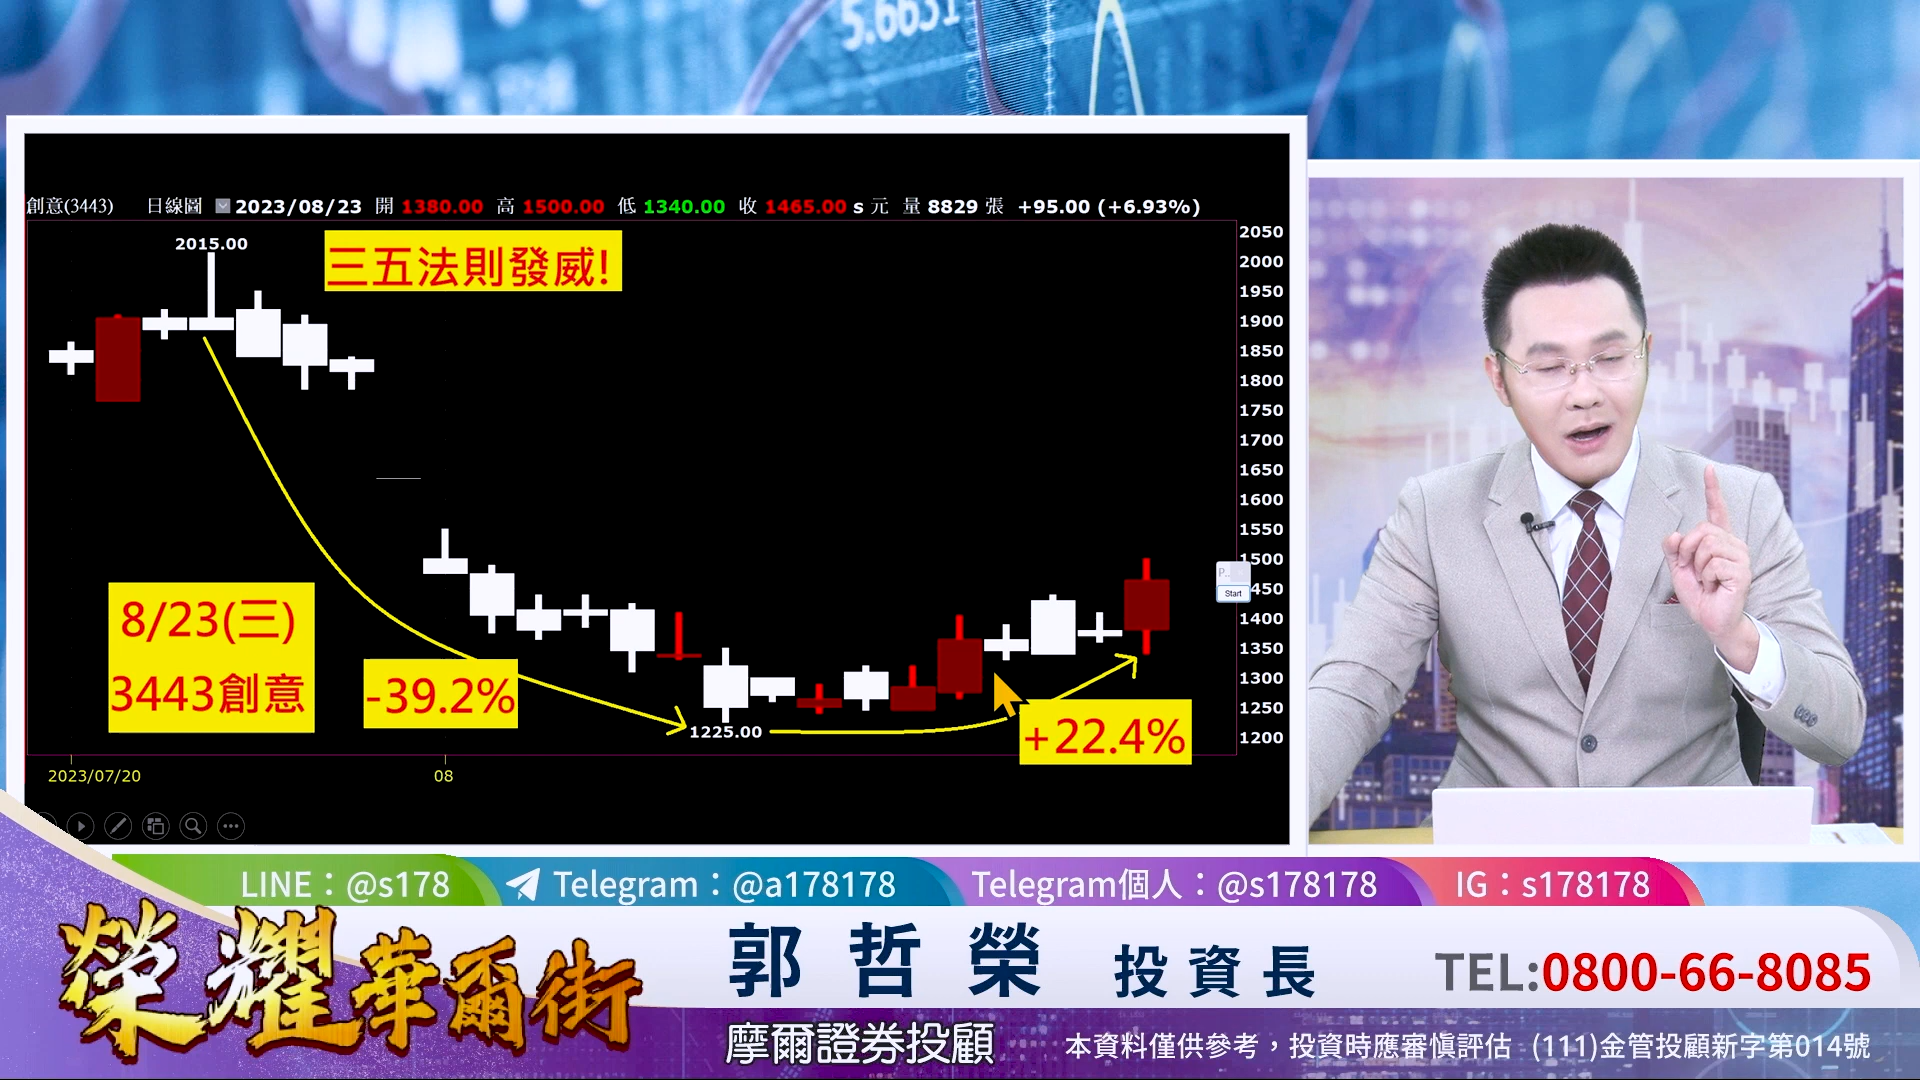 5.6631
創意(3443) 日線圖 2023/08/23 開 1380.00 高 1500.00 低 1340.00 收 1465.00 s 元 量 8829 張 +95.00 (+6.93%)
2015.00
三五法則發威!
2050
2000
1950
1900
1850
1800
1750
1700
1650
1600
1550
1500
450
1400
1350
1300
1250
1200
P..
Start
8/23(三)
3443創意
-39.2%
1225.00
+22.4%
2023/07/20
08
LINE：@s178
Telegram：@a178178
Telegram個人：@s178178
IG：s178178
榮耀華爾街
郭哲榮 投資長
TEL:0800-66-8085
摩爾證券投顧
本資料僅供參考，投資時應審慎評估 (111)金管投顧新字第014號